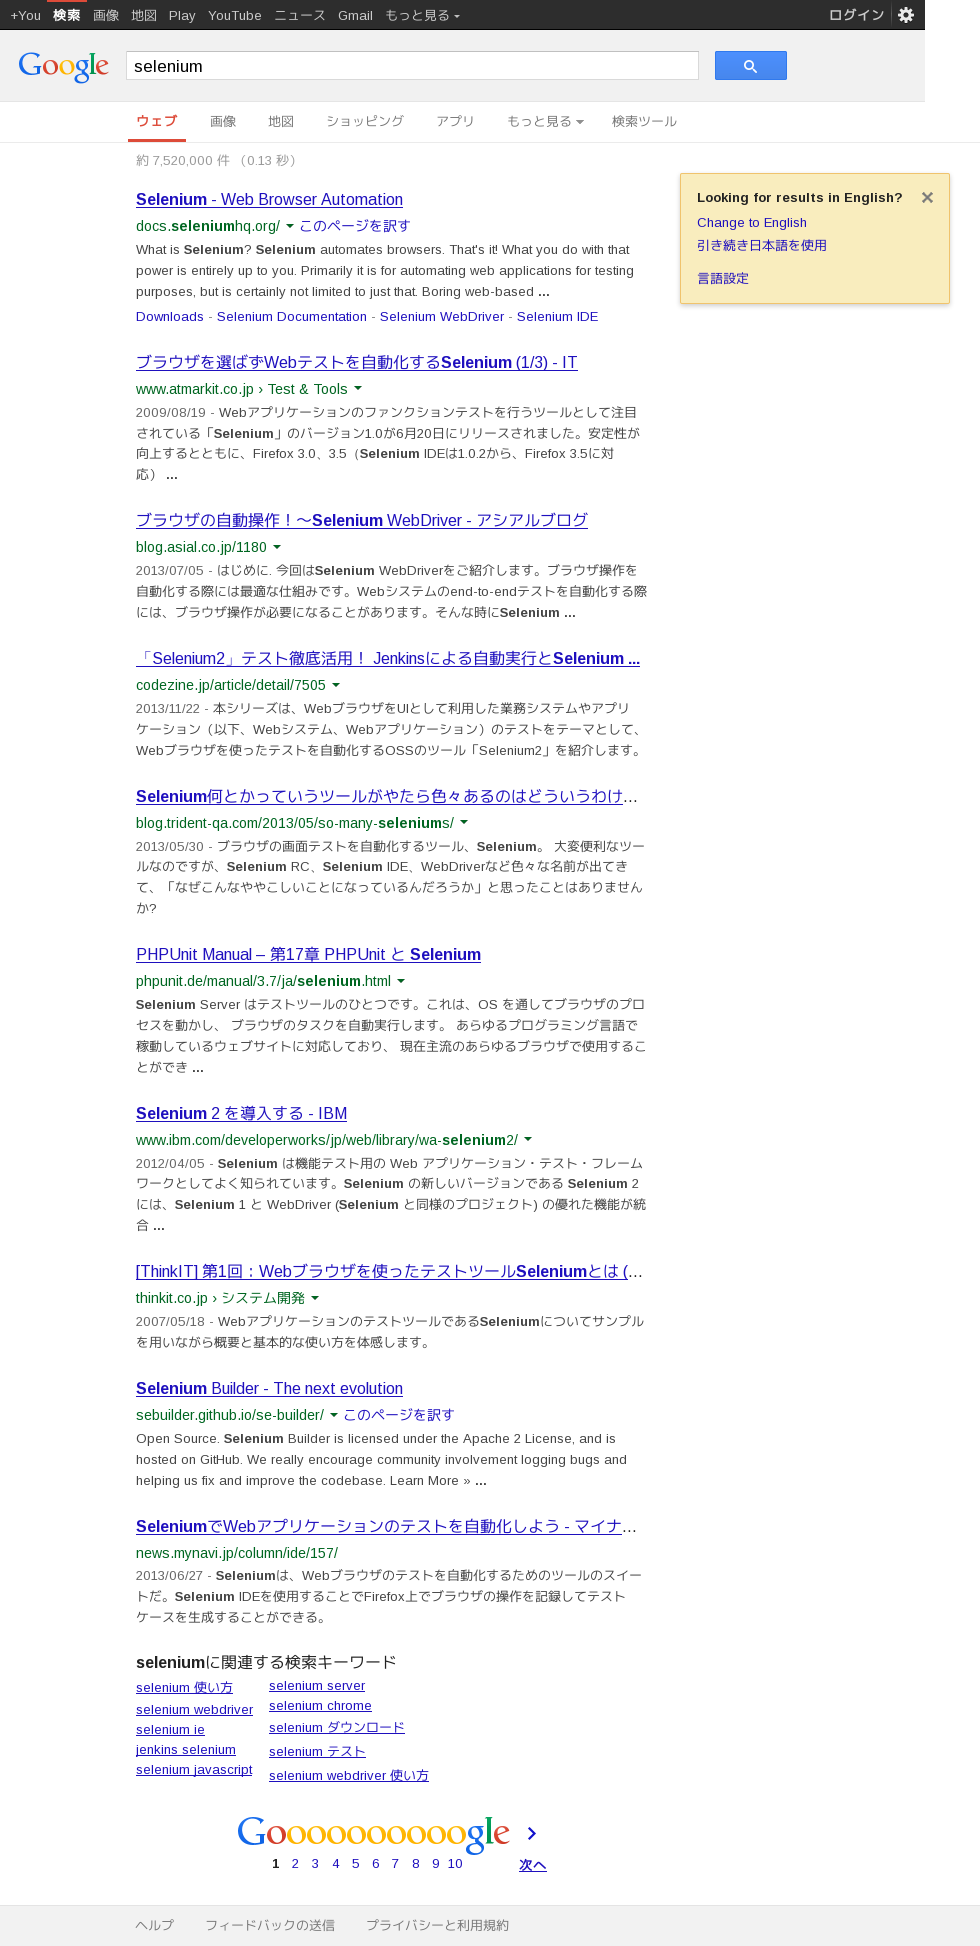 +You 検索 画像 地図 Play YouTube ニュース Gmail もっと見る ログイン
Google selenium
ウェブ 画像 地図 ショッピング アプリ もっと見る 検索ツール
約 7,520,000 件 （0.13 秒）
Looking for results in English?
Change to English
引き続き日本語を使用
言語設定
Selenium - Web Browser Automation
docs.seleniumhq.org/ このページを訳す
What is Selenium? Selenium automates browsers. That's it! What you do with that
power is entirely up to you. Primarily it is for automating web applications for testing
purposes, but is certainly not limited to just that. Boring web-based ...
Downloads - Selenium Documentation - Selenium WebDriver - Selenium IDE
ブラウザを選ばずWebテストを自動化するSelenium (1/3) - IT
www.atmarkit.co.jp › Test & Tools
2009/08/19 - Webアプリケーションのファンクションテストを行うツールとして注目
されている「Selenium」のバージョン1.0が6月20日にリリースされました。安定性が
向上するとともに、Firefox 3.0、3.5（Selenium IDEは1.0.2から、Firefox 3.5に対
応） ...
ブラウザの自動操作！～Selenium WebDriver - アシアルブログ
blog.asial.co.jp/1180
2013/07/05 - はじめに. 今回はSelenium WebDriverをご紹介します。ブラウザ操作を
自動化する際には最適な仕組みです。Webシステムのend-to-endテストを自動化する際
には、ブラウザ操作が必要になることがあります。そんな時にSelenium ...
「Selenium2」テスト徹底活用！ Jenkinsによる自動実行とSelenium ...
codezine.jp/article/detail/7505
2013/11/22 - 本シリーズは、WebブラウザをUIとして利用した業務システムやアプリ
ケーション（以下、Webシステム、Webアプリケーション）のテストをテーマとして、
Webブラウザを使ったテストを自動化するOSSのツール「Selenium2」を紹介します。
Selenium何とかっていうツールがやたら色々あるのはどういうわけ...
blog.trident-qa.com/2013/05/so-many-seleniums/
2013/05/30 - ブラウザの画面テストを自動化するツール、Selenium。 大変便利なツー
ルなのですが、Selenium RC、Selenium IDE、WebDriverなど色々な名前が出てき
て、「なぜこんなややこしいことになっているんだろうか」と思ったことはありません
か?
PHPUnit Manual – 第17章 PHPUnit と Selenium
phpunit.de/manual/3.7/ja/selenium.html
Selenium Server はテストツールのひとつです。これは、OS を通してブラウザのプロ
セスを動かし、 ブラウザのタスクを自動実行します。 あらゆるプログラミング言語で
稼動しているウェブサイトに対応しており、 現在主流のあらゆるブラウザで使用するこ
とができ ...
Selenium 2 を導入する - IBM
www.ibm.com/developerworks/jp/web/library/wa-selenium2/
2012/04/05 - Selenium は機能テスト用の Web アプリケーション・テスト・フレーム
ワークとしてよく知られています。Selenium の新しいバージョンである Selenium 2
には、Selenium 1 と WebDriver (Selenium と同様のプロジェクト) の優れた機能が統
合 ...
[ThinkIT] 第1回：Webブラウザを使ったテストツールSeleniumとは (...
thinkit.co.jp › システム開発
2007/05/18 - WebアプリケーションのテストツールであるSeleniumについてサンプル
を用いながら概要と基本的な使い方を体感します。
Selenium Builder - The next evolution
sebuilder.github.io/se-builder/ このページを訳す
Open Source. Selenium Builder is licensed under the Apache 2 License, and is
hosted on GitHub. We really encourage community involvement logging bugs and
helping us fix and improve the codebase. Learn More » ...
SeleniumでWebアプリケーションのテストを自動化しよう - マイナ...
news.mynavi.jp/column/ide/157/
2013/06/27 - Seleniumは、Webブラウザのテストを自動化するためのツールのスイー
トだ。Selenium IDEを使用することでFirefox上でブラウザの操作を記録してテスト
ケースを生成することができる。
seleniumに関連する検索キーワード
selenium 使い方
selenium webdriver
selenium ie
jenkins selenium
selenium javascript
selenium server
selenium chrome
selenium ダウンロード
selenium テスト
selenium webdriver 使い方
Goooooooooogle
1 2 3 4 5 6 7 8 9 10 次へ
ヘルプ フィードバックの送信 プライバシーと利用規約